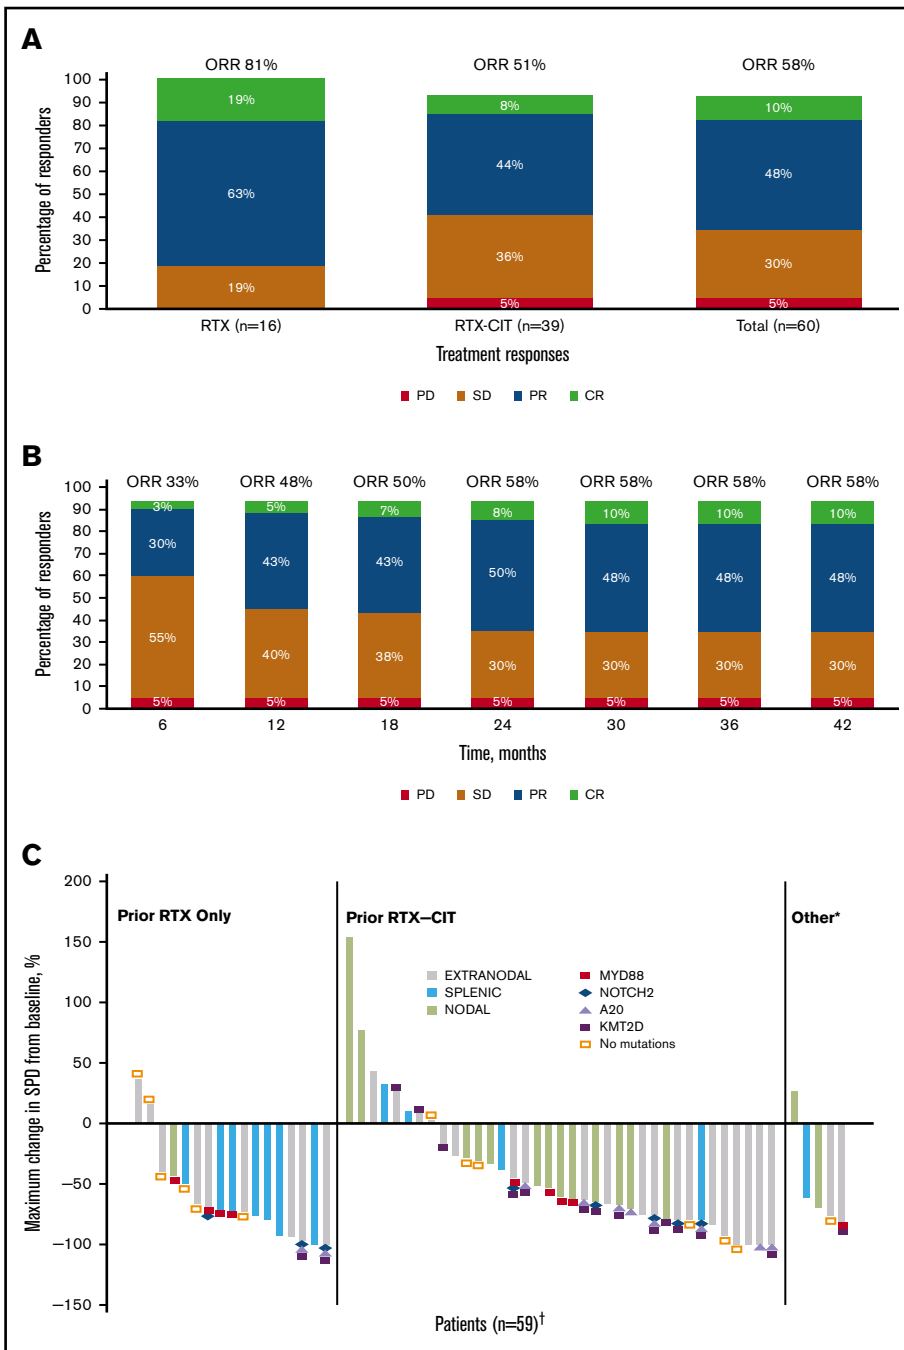 A
ORR 81%
ORR 51%
ORR 58%
Percentage of responders
100
90
80
70
60
50
40
30
20
10
0
19%
63%
19%
8%
44%
36%
5%
10%
48%
30%
5%
RTX (n=16)
RTX-CIT (n=39)
Total (n=60)
Treatment responses
PD SD PR CR
B
ORR 33% ORR 48% ORR 50% ORR 58% ORR 58% ORR 58% ORR 58%
Percentage of responders
100
90
80
70
60
50
40
30
20
10
0
3% 5% 7% 8% 10% 10% 10%
30% 43% 43% 50% 48% 48% 48%
55% 40% 38% 30% 30% 30% 30%
5% 5% 5% 5% 5% 5% 5%
6 12 18 24 30 36 42
Time, months
PD SD PR CR
C
Maximum change in SPD from baseline, %
200
150
100
50
0
−50
−100
−150
Prior RTX Only
Prior RTX–CIT
Other*
EXTRANODAL
SPLENIC
NODAL
MYD88
NOTCH2
A20
KMT2D
No mutations
Patients (n=59)†